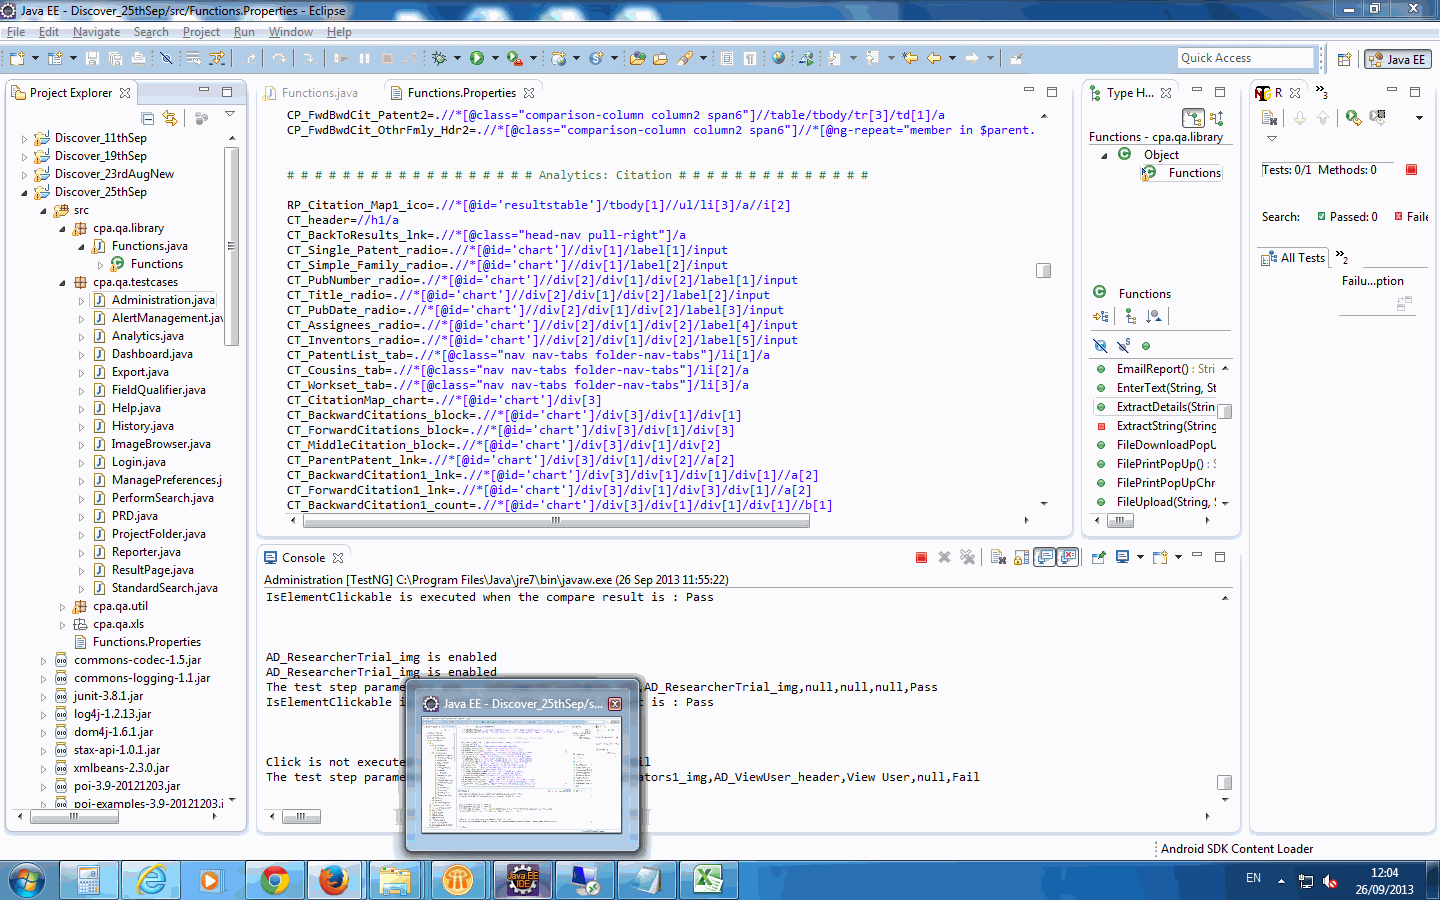 Java EE - Discover_25thSep/src/Functions.Properties - Eclipse
File Edit Navigate Search Project Run Window Help
Quick Access
Java EE
Project Explorer
Discover_11thSep
Discover_19thSep
Discover_23rdAugNew
Discover_25thSep
src
cpa.qa.library
Functions.java
Functions
cpa.qa.testcases
Administration.java
AlertManagement.jav
Analytics.java
Dashboard.java
Export.java
FieldQualifier.java
Help.java
History.java
ImageBrowser.java
Login.java
ManagePreferences.j
PerformSearch.java
PRD.java
ProjectFolder.java
Reporter.java
ResultPage.java
StandardSearch.java
cpa.qa.util
cpa.qa.xls
Functions.Properties
commons-codec-1.5.jar
commons-logging-1.1.jar
junit-3.8.1.jar
log4j-1.2.13.jar
dom4j-1.6.1.jar
stax-api-1.0.1.jar
xmlbeans-2.3.0.jar
poi-3.9-20121203.jar
poi-examples-3.9-20121203.j
Functions.java Functions.Properties
CP_FwdBwdCit_Patent2=.//*[@class="comparison-column column2 span6"]//table/tbody/tr[3]/td[1]/a
CP_FwdBwdCit_OthrFmly_Hdr2=.//*[@class="comparison-column column2 span6"]//*[@ng-repeat="member in $parent.
# # # # # # # # # # # # # # # # # # Analytics: Citation # # # # # # # # # # # # # #
RP_Citation_Map1_ico=.//*[@id='resultstable']/tbody[1]//ul/li[3]/a//i[2]
CT_header=//h1/a
CT_BackToResults_lnk=.//*[@class="head-nav pull-right"]/a
CT_Single_Patent_radio=.//*[@id='chart']//div[1]/label[1]/input
CT_Simple_Family_radio=.//*[@id='chart']//div[1]/label[2]/input
CT_PubNumber_radio=.//*[@id='chart']//div[2]/div[1]/div[2]/label[1]/input
CT_Title_radio=.//*[@id='chart']//div[2]/div[1]/div[2]/label[2]/input
CT_PubDate_radio=.//*[@id='chart']//div[2]/div[1]/div[2]/label[3]/input
CT_Assignees_radio=.//*[@id='chart']//div[2]/div[1]/div[2]/label[4]/input
CT_Inventors_radio=.//*[@id='chart']//div[2]/div[1]/div[2]/label[5]/input
CT_PatentList_tab=.//*[@class="nav nav-tabs folder-nav-tabs"]/li[1]/a
CT_Cousins_tab=.//*[@class="nav nav-tabs folder-nav-tabs"]/li[2]/a
CT_Workset_tab=.//*[@class="nav nav-tabs folder-nav-tabs"]/li[3]/a
CT_CitationMap_chart=.//*[@id='chart']/div[3]
CT_BackwardCitations_block=.//*[@id='chart']/div[3]/div[1]/div[1]
CT_ForwardCitations_block=.//*[@id='chart']/div[3]/div[1]/div[3]
CT_MiddleCitation_block=.//*[@id='chart']/div[3]/div[1]/div[2]
CT_ParentPatent_lnk=.//*[@id='chart']/div[3]/div[1]/div[2]//a[2]
CT_BackwardCitation1_lnk=.//*[@id='chart']/div[3]/div[1]/div[1]/div[1]//a[2]
CT_ForwardCitation1_lnk=.//*[@id='chart']/div[3]/div[1]/div[3]/div[1]//a[2]
CT_BackwardCitation1_count=.//*[@id='chart']/div[3]/div[1]/div[1]/div[1]//b[1]
Type H...
Functions - cpa.qa.library
Object
Functions
Functions
EmailReport() : Stri
EnterText(String, St
ExtractDetails(Strin
ExtractString(String
FileDownloadPopU
FilePrintPopUp() : S
FilePrintPopUpChr
FileUpload(String, S
R
3
Tests: 0/1 Methods: 0
Search: Passed: 0 Faile
All Tests
2
Failu...ption
Console
Administration [TestNG] C:\Program Files\Java\jre7\bin\javaw.exe (26 Sep 2013 11:55:22)
IsElementClickable is executed when the compare result is : Pass
AD_ResearcherTrial_img is enabled
AD_ResearcherTrial_img is enabled
The test step parame ,AD_ResearcherTrial_img,null,null,null,Pass
IsElementClickable i lt is : Pass
Click is not execute il
The test step parame ators1_img,AD_ViewUser_header,View User,null,Fail
Java EE - Discover_25thSep/s...
Android SDK Content Loader
Java EE
IDE
EN
12:04
26/09/2013